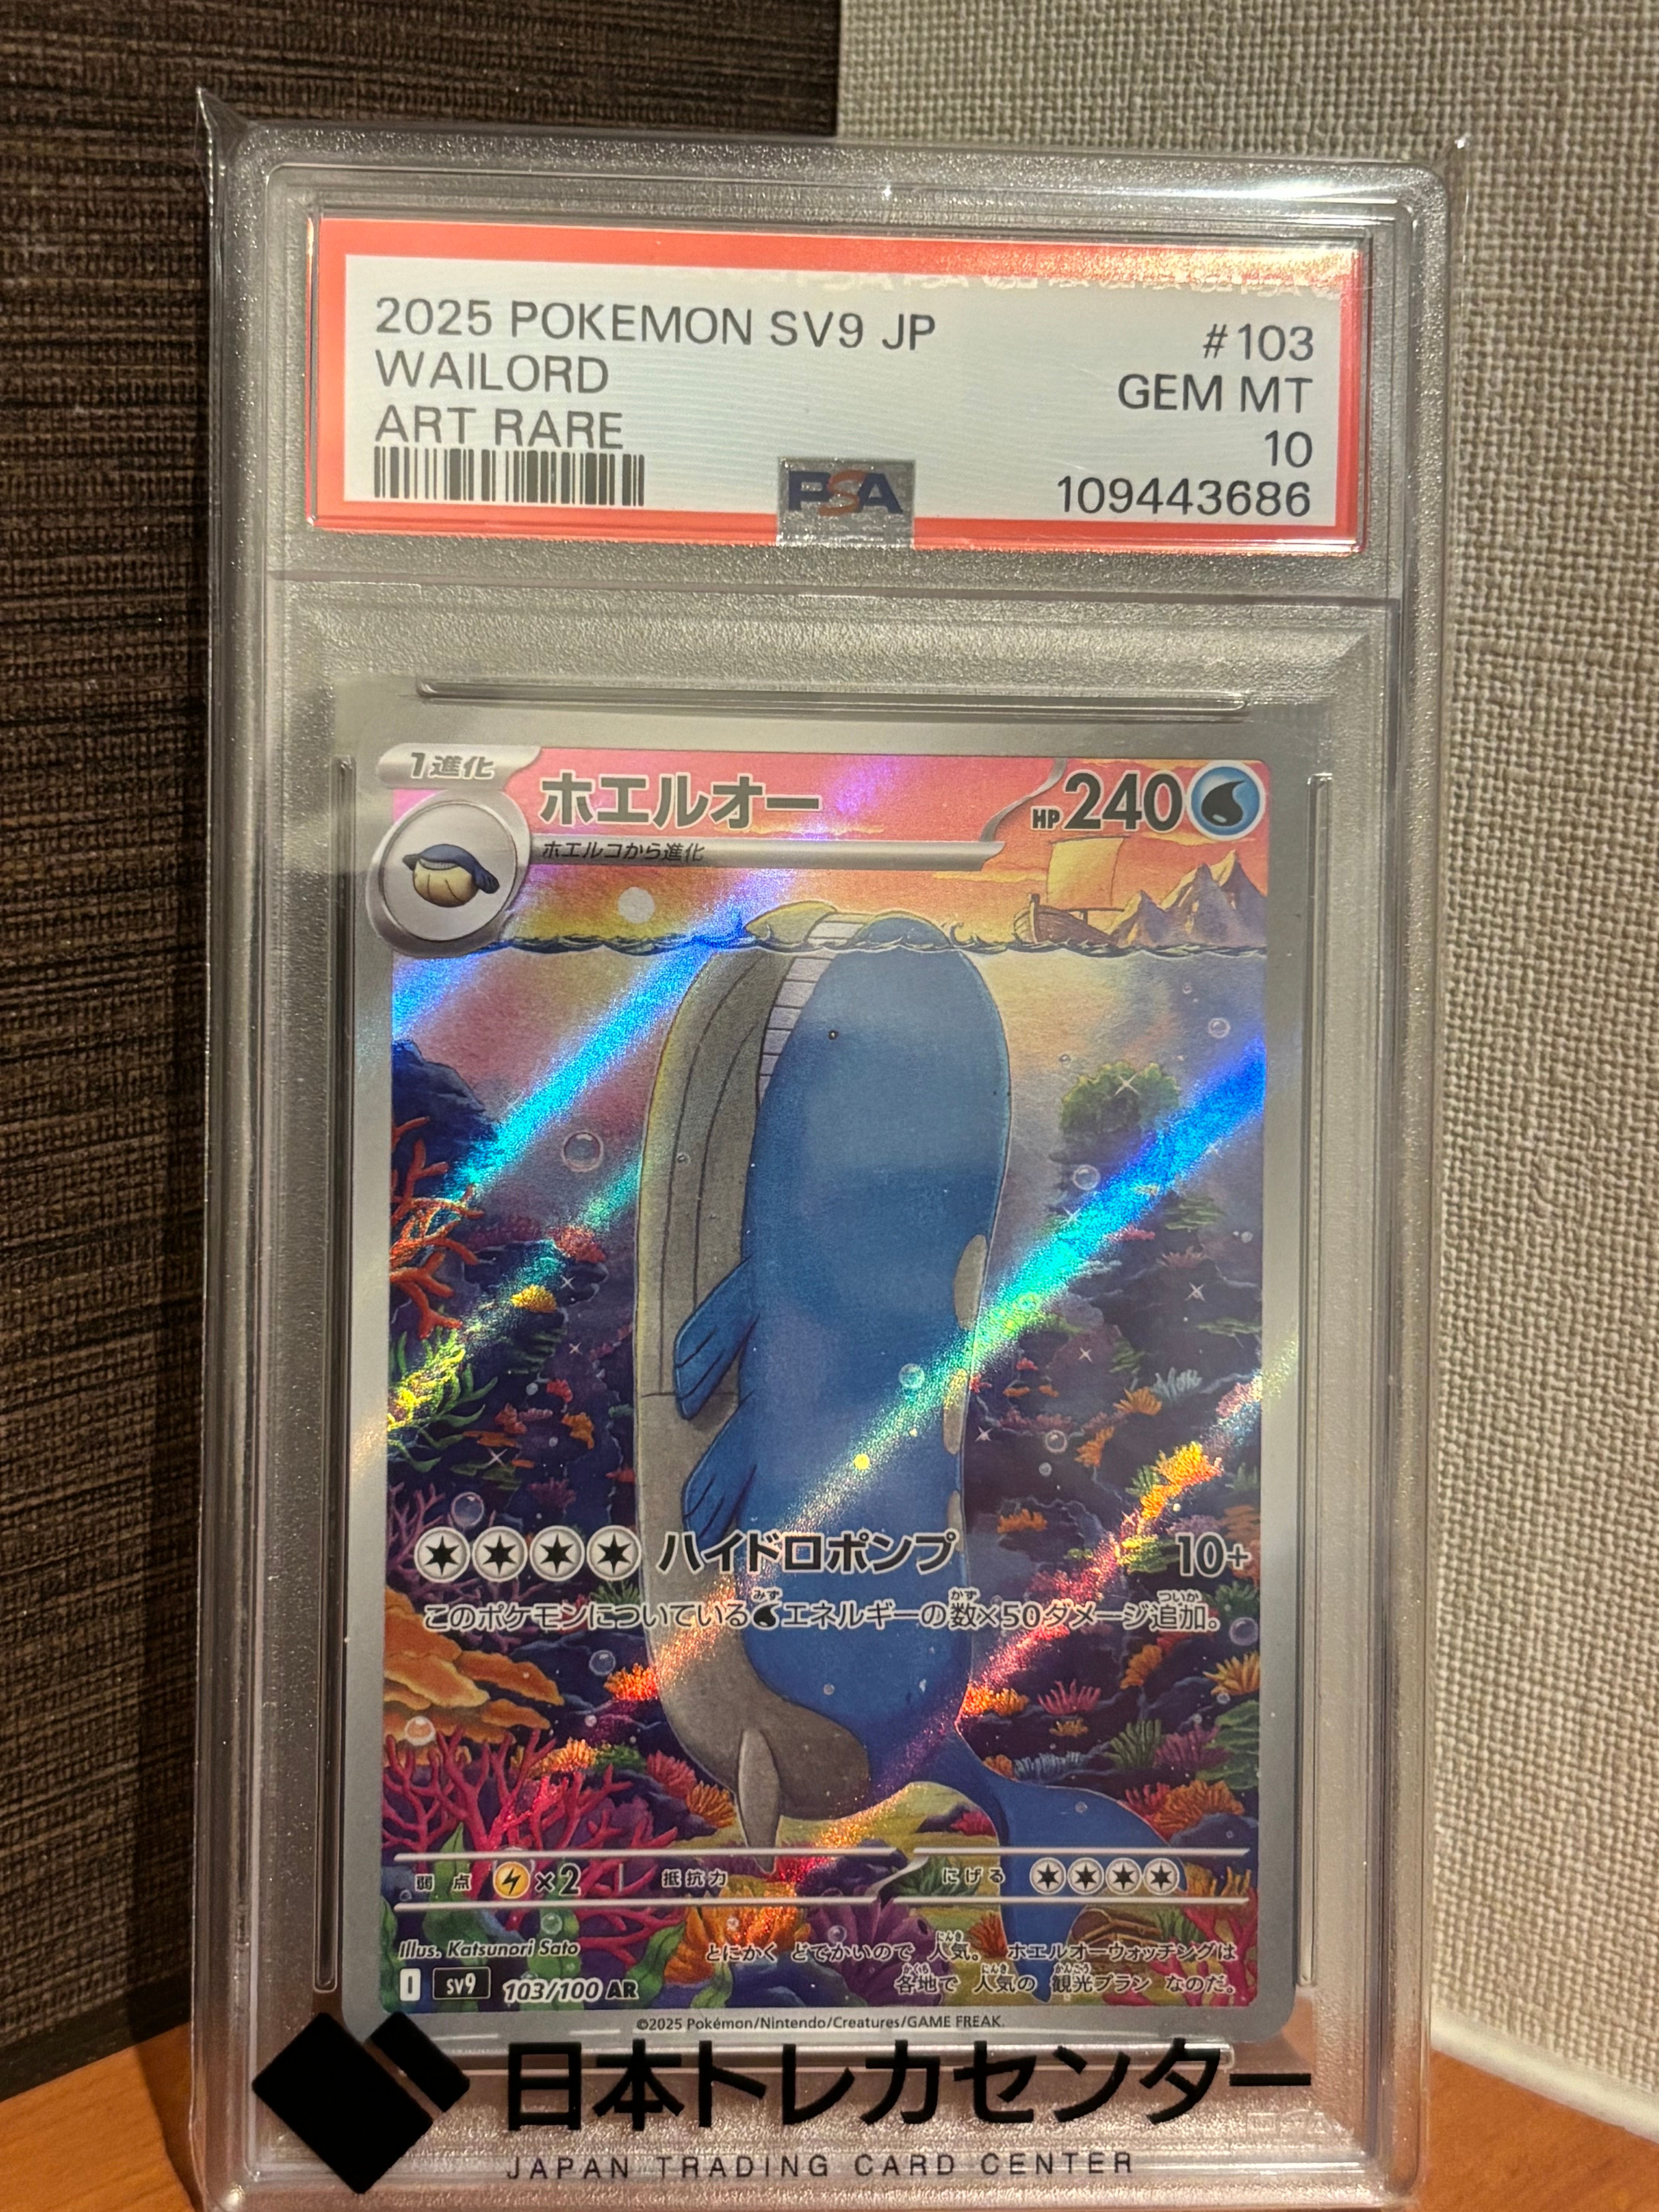 2025 POKEMON SV9 JP #103
WAILORD GEM MT
ART RARE 10
PSA 109443686
1進化 ホエルオー HP240
ホエルコから進化
ハイドロポンプ 10+
このポケモンについているエネルギーの数×50ダメージ追加。
弱点 ×2 抵抗力 にげる
Illus. Katsunori Sato
とにかく どでかいので 人気。 ホエルオーウォッチングは
各地で 人気の 観光プラン なのだ。
I sv9 103/100 AR
©2025 Pokémon/Nintendo/Creatures/GAME FREAK.
日本トレカセンター
JAPAN TRADING CARD CENTER